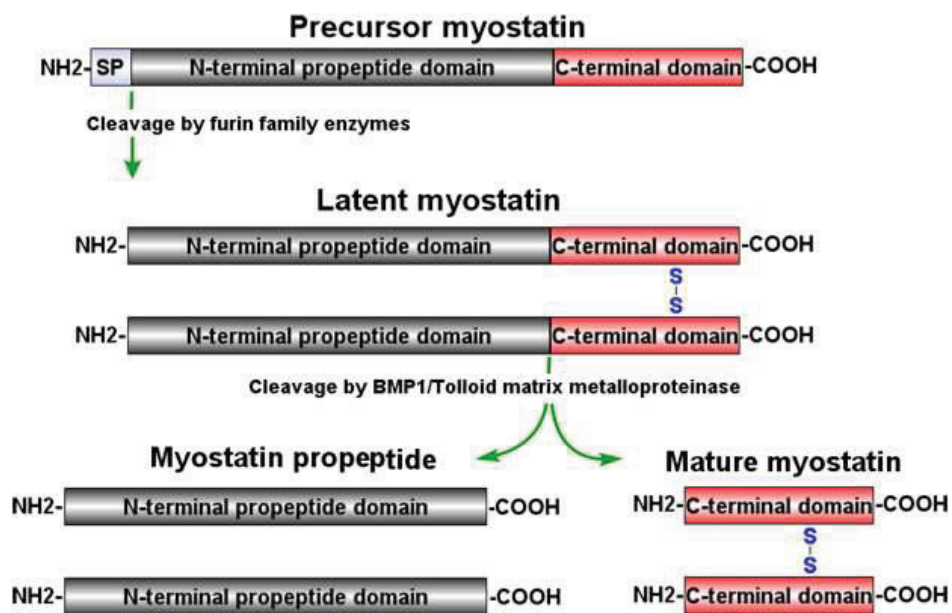 Precursor myostatin
NH2- SP N-terminal propeptide domain C-terminal domain -COOH
Cleavage by furin family enzymes
Latent myostatin
NH2- N-terminal propeptide domain C-terminal domain -COOH
S
S
NH2- N-terminal propeptide domain C-terminal domain -COOH
Cleavage by BMP1/Tolloid matrix metalloproteinase
Myostatin propeptide
NH2- N-terminal propeptide domain -COOH
NH2- N-terminal propeptide domain -COOH
Mature myostatin
NH2- C-terminal domain -COOH
S
S
NH2- C-terminal domain -COOH